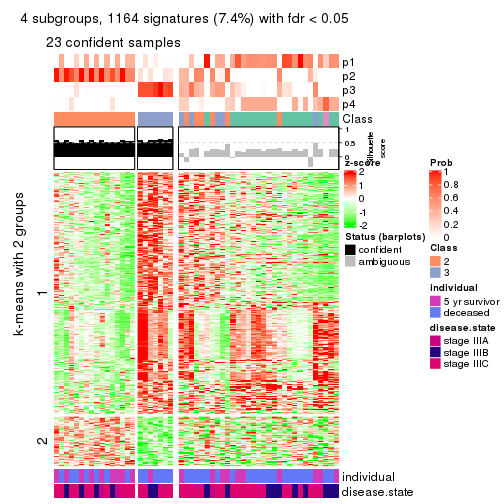 4 subgroups, 1164 signatures (7.4%) with fdr < 0.05
23 confident samples
p1
p2
p3
p4
Class
1
0.5
0
Silhouette
score
z-score
2
1
0
-1
-2
Prob
1
0.8
0.6
0.4
0.2
0
Status (barplots)
confident
ambiguous
Class
2
3
individual
5 yr survivor
deceased
disease.state
stage IIIA
stage IIIB
stage IIIC
k-means with 2 groups
1
2
individual
disease.state